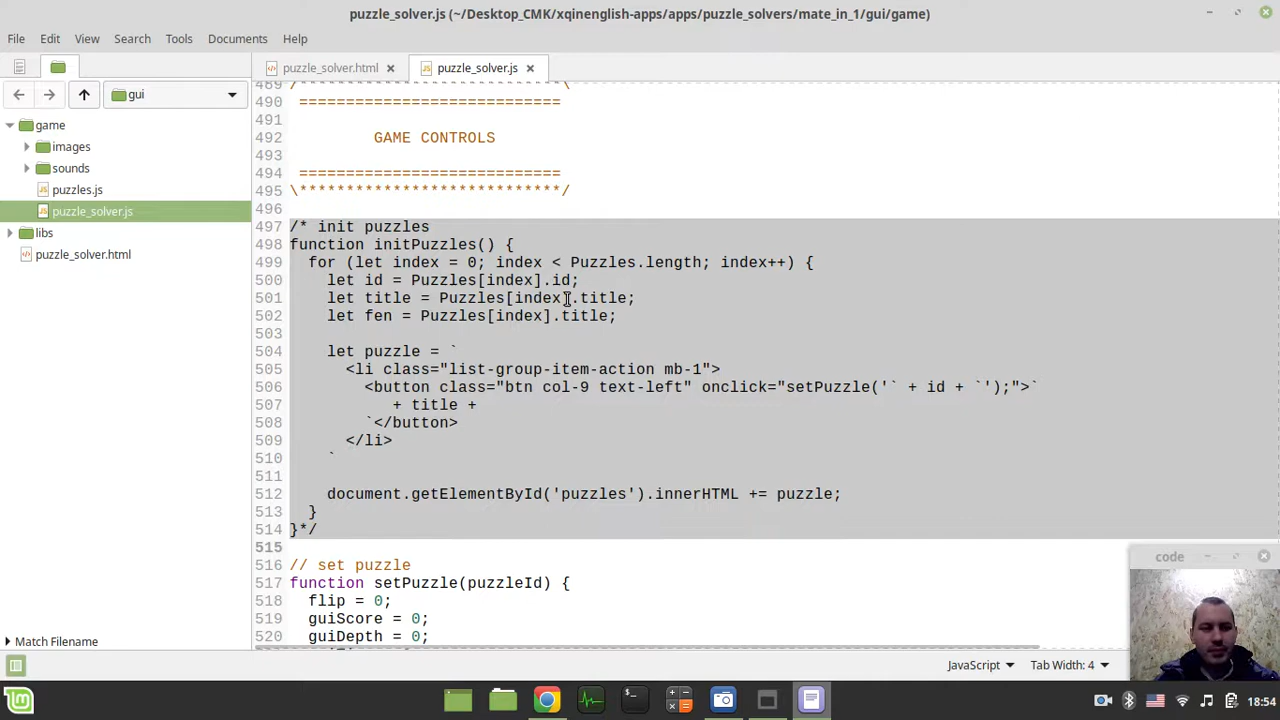 puzzle_solver.js (~/Desktop_CMK/xqinenglish-apps/apps/puzzle_solvers/mate_in_1/gui/game)
File Edit View Search Tools Documents Help
puzzle_solver.html
puzzle_solver.js
gui
game
images
sounds
puzzles.js
puzzle_solver.js
libs
puzzle_solver.html
Match Filename
489 /****************************\
490  ============================
491
492          GAME CONTROLS
493
494  ============================
495 \****************************/
496
497 /* init puzzles
498 function initPuzzles() {
499   for (let index = 0; index < Puzzles.length; index++) {
500     let id = Puzzles[index].id;
501     let title = Puzzles[index].title;
502     let fen = Puzzles[index].title;
503
504     let puzzle = `
505       <li class="list-group-item-action mb-1">
506         <button class="btn col-9 text-left" onclick="setPuzzle('` + id + `');">`
507            + title +
508         `</button>
509       </li>
510     `
511
512     document.getElementById('puzzles').innerHTML += puzzle;
513   }
514 }*/
515
516 // set puzzle
517 function setPuzzle(puzzleId) {
518   flip = 0;
519   guiScore = 0;
520   guiDepth = 0;
JavaScript
Tab Width: 4
code
18:54